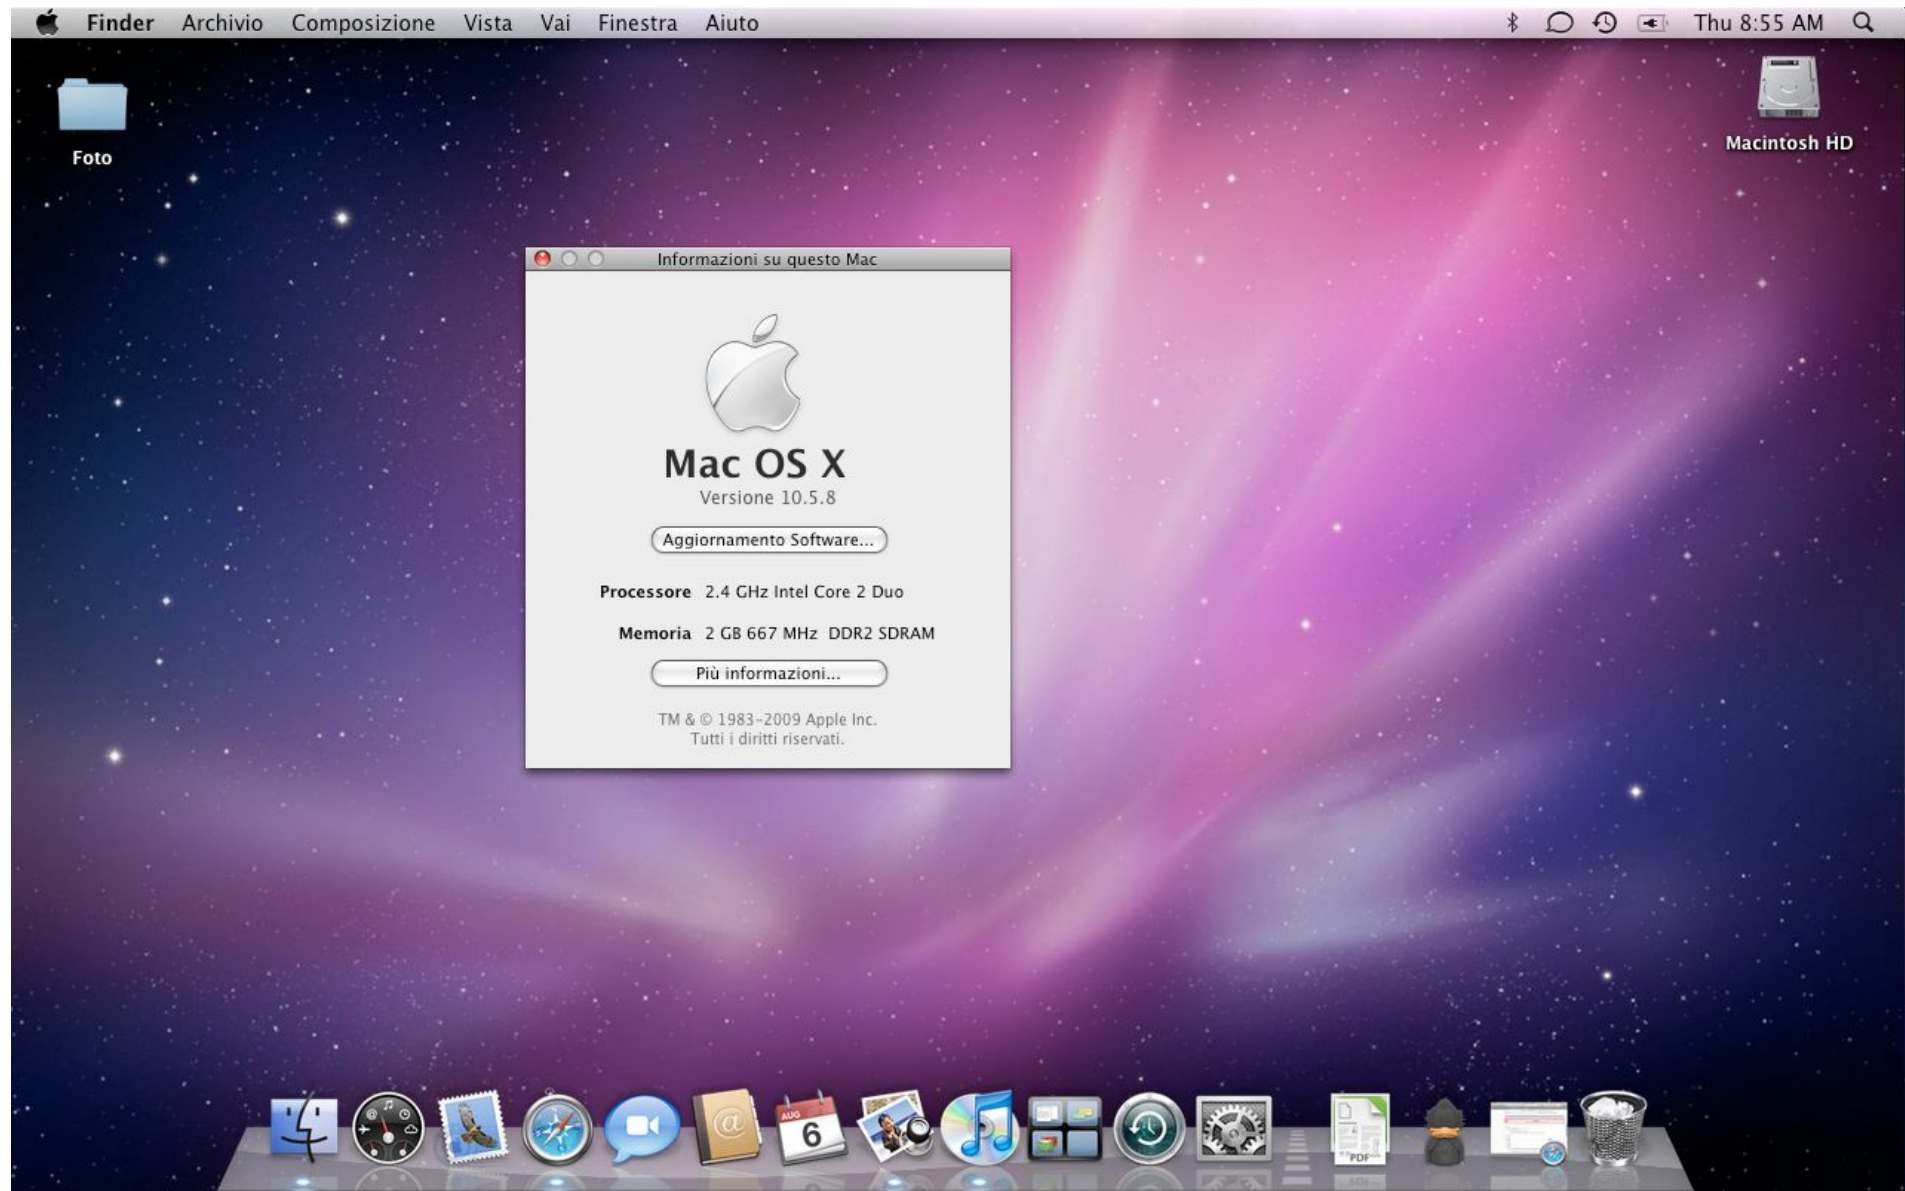 Finder Archivio Composizione Vista Vai Finestra Aiuto Thu 8:55 AM
Foto
Macintosh HD
Informazioni su questo Mac
Mac OS X
Versione 10.5.8
Aggiornamento Software...
Processore 2.4 GHz Intel Core 2 Duo
Memoria 2 GB 667 MHz DDR2 SDRAM
Più informazioni...
TM & © 1983-2009 Apple Inc.
Tutti i diritti riservati.
AUG
6
PDF